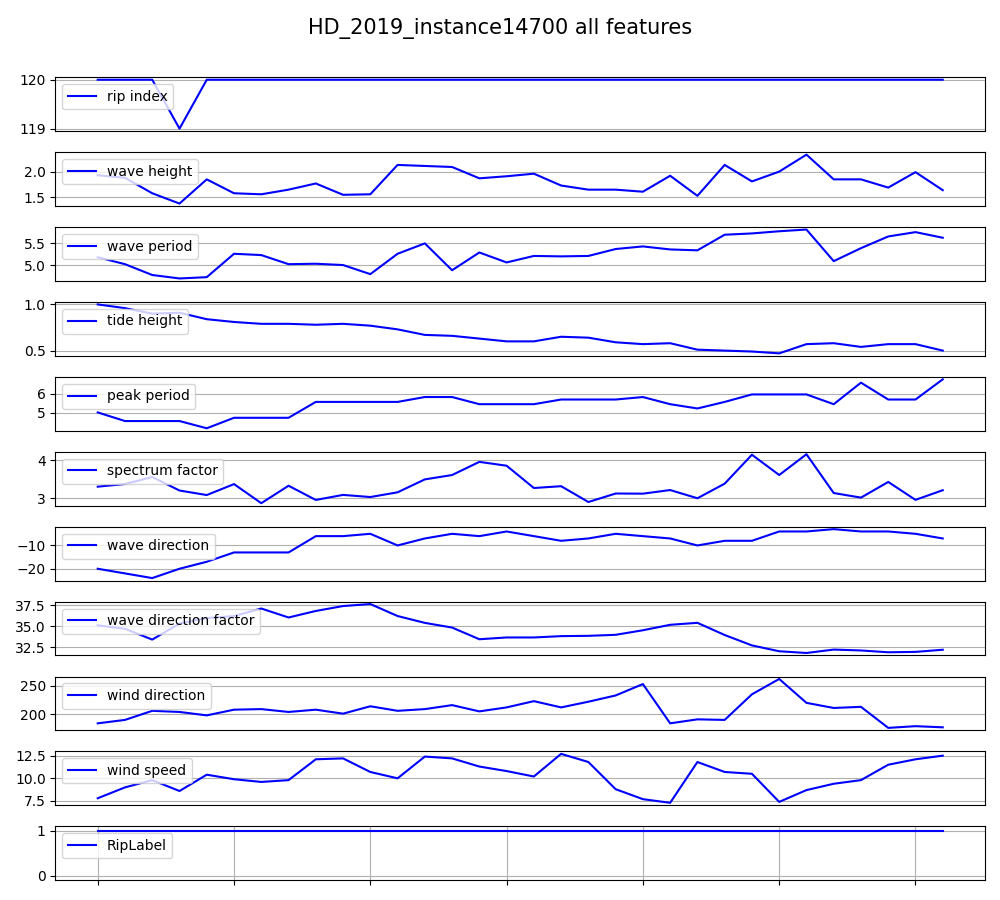 HD_2019_instance14700 all features
120
119
rip index
2.0
1.5
wave height
5.5
5.0
wave period
1.0
0.5
tide height
6
5
peak period
4
3
spectrum factor
−10
−20
wave direction
37.5
35.0
32.5
wave direction factor
250
200
wind direction
12.5
10.0
7.5
wind speed
1
0
RipLabel